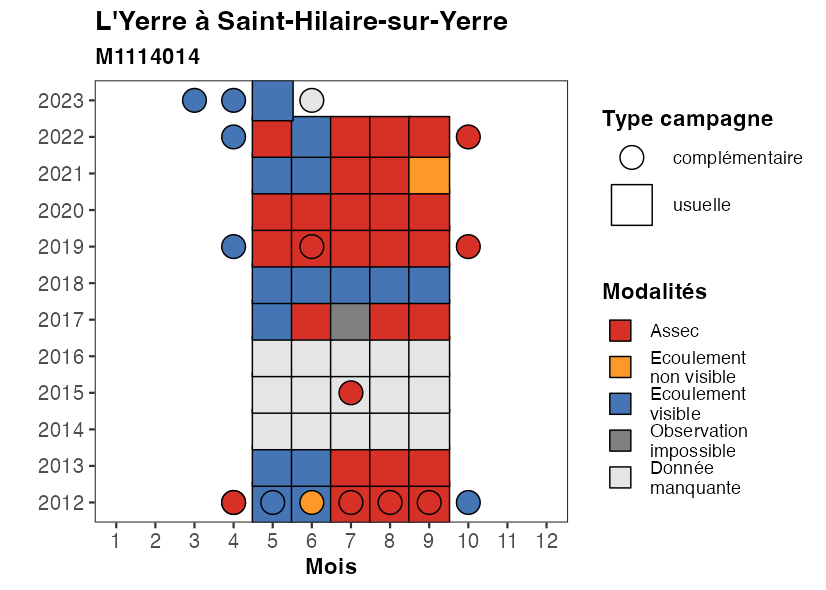 L'Yerre à Saint-Hilaire-sur-Yerre
M1114014
2023
2022
2021
2020
2019
2018
2017
2016
2015
2014
2013
2012
1 2 3 4 5 6 7 8 9 10 11 12
Mois
Type campagne
complémentaire
usuelle
Modalités
Assec
Ecoulement
non visible
Ecoulement
visible
Observation
impossible
Donnée
manquante